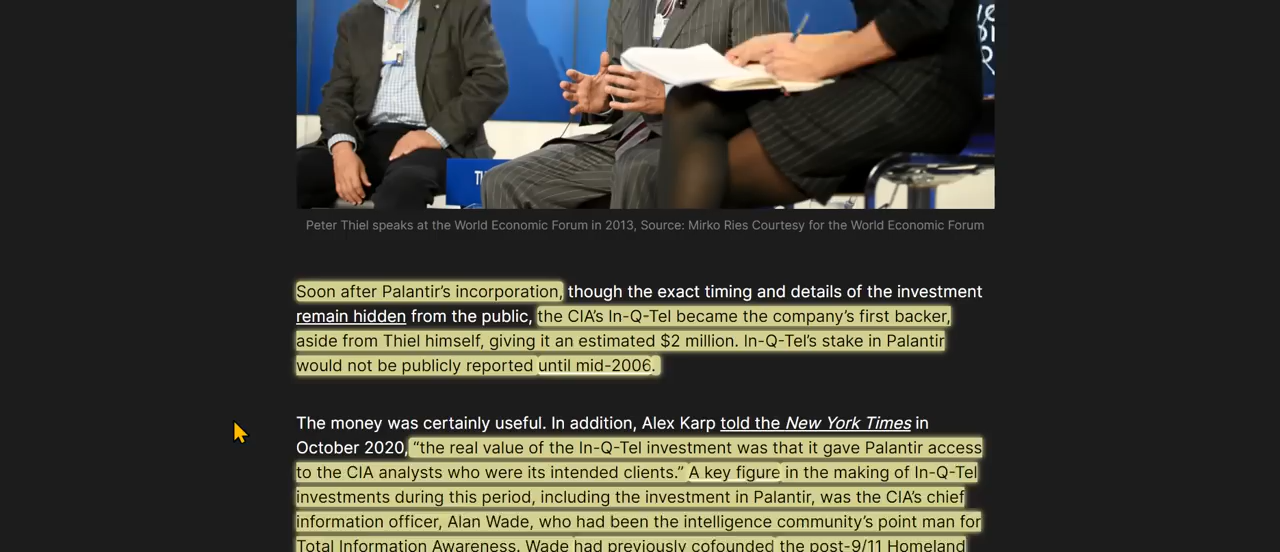 Peter Thiel speaks at the World Economic Forum in 2013, Source: Mirko Ries Courtesy for the World Economic Forum
Soon after Palantir’s incorporation, though the exact timing and details of the investment
remain hidden from the public, the CIA’s In-Q-Tel became the company’s first backer,
aside from Thiel himself, giving it an estimated $2 million. In-Q-Tel’s stake in Palantir
would not be publicly reported until mid-2006.
The money was certainly useful. In addition, Alex Karp told the New York Times in
October 2020, “the real value of the In-Q-Tel investment was that it gave Palantir access
to the CIA analysts who were its intended clients.” A key figure in the making of In-Q-Tel
investments during this period, including the investment in Palantir, was the CIA’s chief
information officer, Alan Wade, who had been the intelligence community’s point man for
Total Information Awareness. Wade had previously cofounded the post-9/11 Homeland